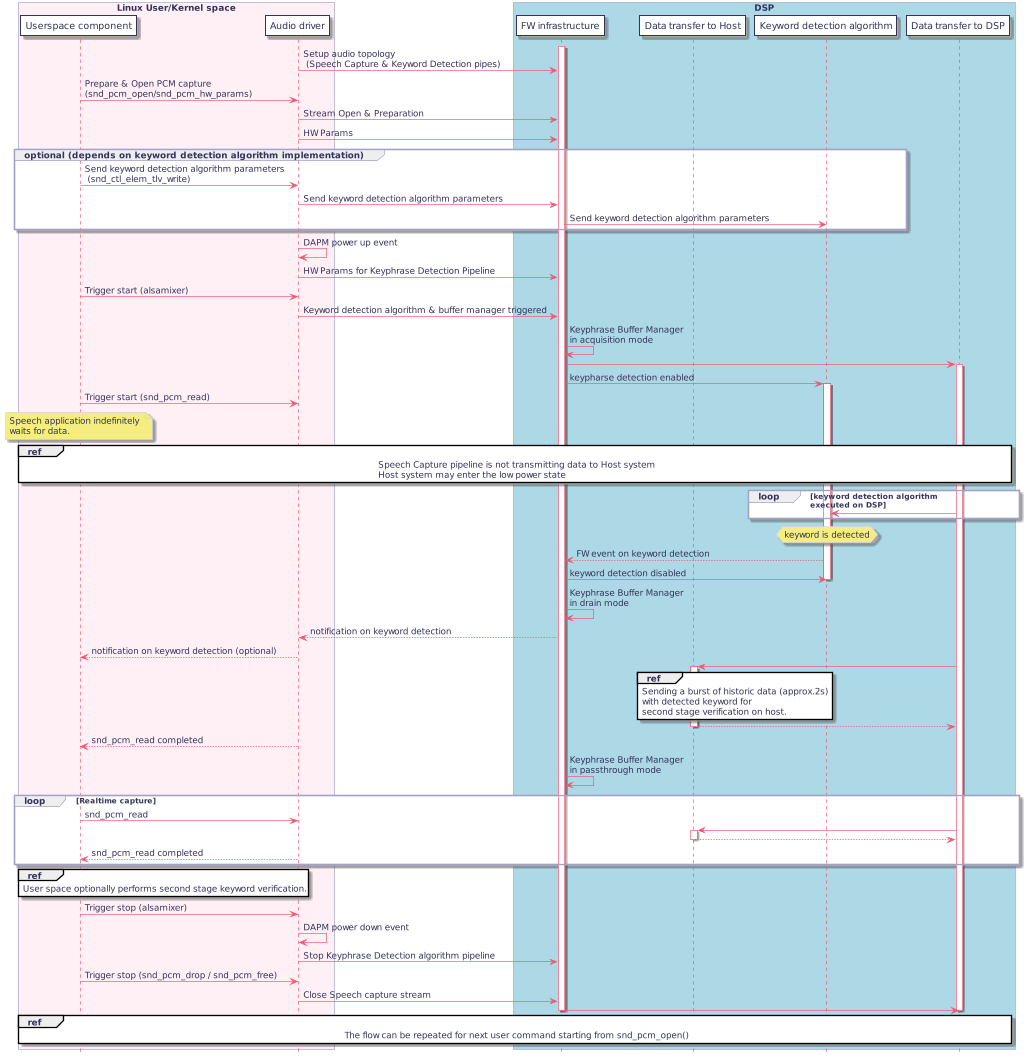 Linux User/Kernel space
DSP
Userspace component
Audio driver
FW infrastructure
Data transfer to Host
Keyword detection algorithm
Data transfer to DSP
Setup audio topology
(Speech Capture & Keyword Detection pipes)
Prepare & Open PCM capture
(snd_pcm_open/snd_pcm_hw_params)
Stream Open & Preparation
HW Params
optional (depends on keyword detection algorithm implementation)
Send keyword detection algorithm parameters
(snd_ctl_elem_tlv_write)
Send keyword detection algorithm parameters
Send keyword detection algorithm parameters
DAPM power up event
HW Params for Keyphrase Detection Pipeline
Trigger start (alsamixer)
Keyword detection algorithm & buffer manager triggered
Keyphrase Buffer Manager
in acquisition mode
keypharse detection enabled
Trigger start (snd_pcm_read)
Speech application indefinitely
waits for data.
ref
Speech Capture pipeline is not transmitting data to Host system
Host system may enter the low power state
loop
[keyword detection algorithm
executed on DSP]
keyword is detected
FW event on keyword detection
keyword detection disabled
Keyphrase Buffer Manager
in drain mode
notification on keyword detection
notification on keyword detection (optional)
ref
Sending a burst of historic data (approx.2s)
with detected keyword for
second stage verification on host.
snd_pcm_read completed
Keyphrase Buffer Manager
in passthrough mode
loop
[Realtime capture]
snd_pcm_read
snd_pcm_read completed
ref
User space optionally performs second stage keyword verification.
Trigger stop (alsamixer)
DAPM power down event
Stop Keyphrase Detection algorithm pipeline
Trigger stop (snd_pcm_drop / snd_pcm_free)
Close Speech capture stream
ref
The flow can be repeated for next user command starting from snd_pcm_open()